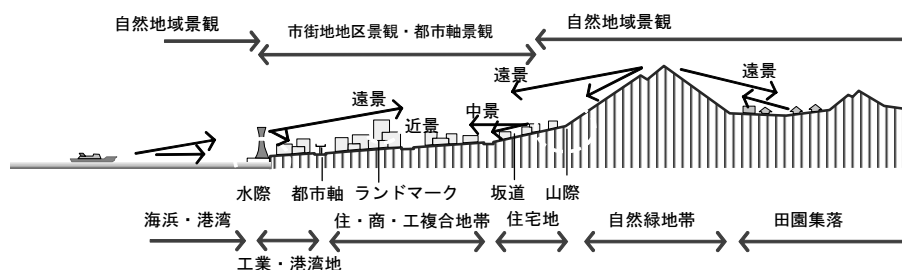 自然地域景観
市街地地区景観・都市軸景観
自然地域景観
遠景
遠景
遠景
中景
近景
水際
都市軸
ランドマーク
坂道
山際
海浜・港湾
住・商・工複合地帯
住宅地
自然緑地帯
田園集落
工業・港湾地